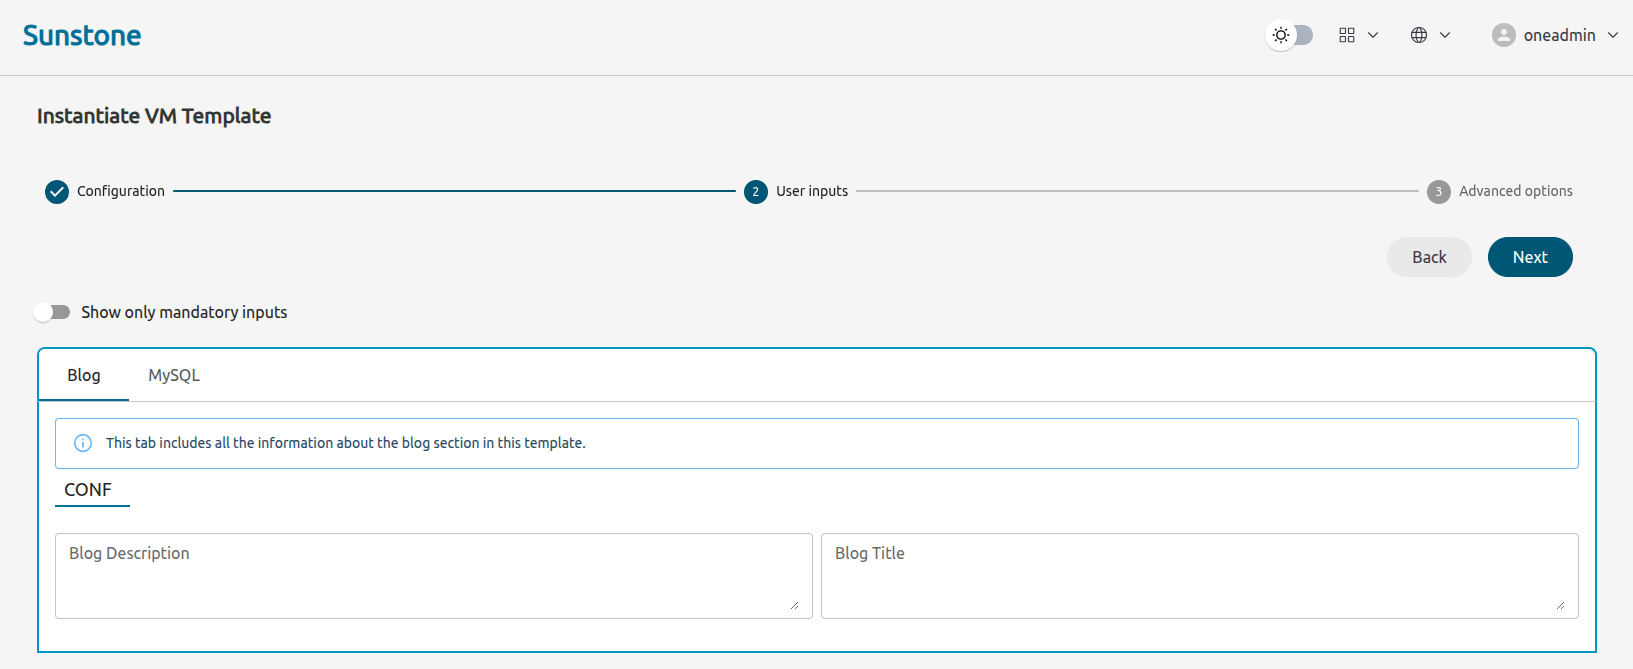 Sunstone
oneadmin
Instantiate VM Template
Configuration
2
User inputs
3
Advanced options
Back
Next
Show only mandatory inputs
Blog
MySQL
This tab includes all the information about the blog section in this template.
CONF
Blog Description
Blog Title